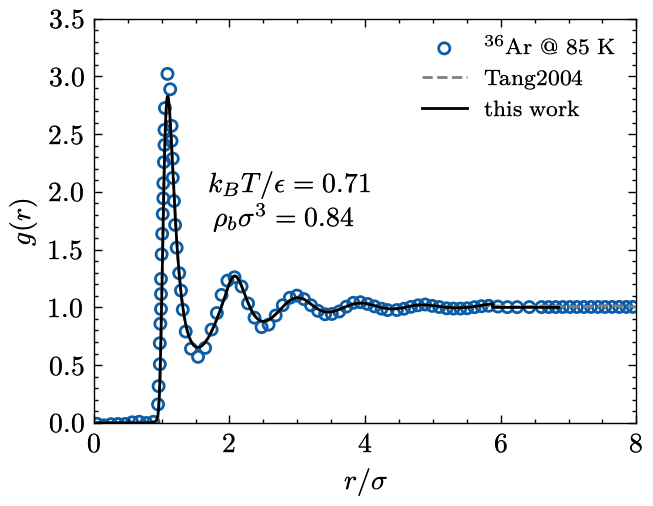 3.5
3.0
2.5
2.0
1.5
1.0
0.5
0.0
g(r)
³⁶Ar @ 85 K
Tang2004
this work
k_BT/ϵ = 0.71
ρ_bσ³ = 0.84
0 2 4 6 8
r/σ